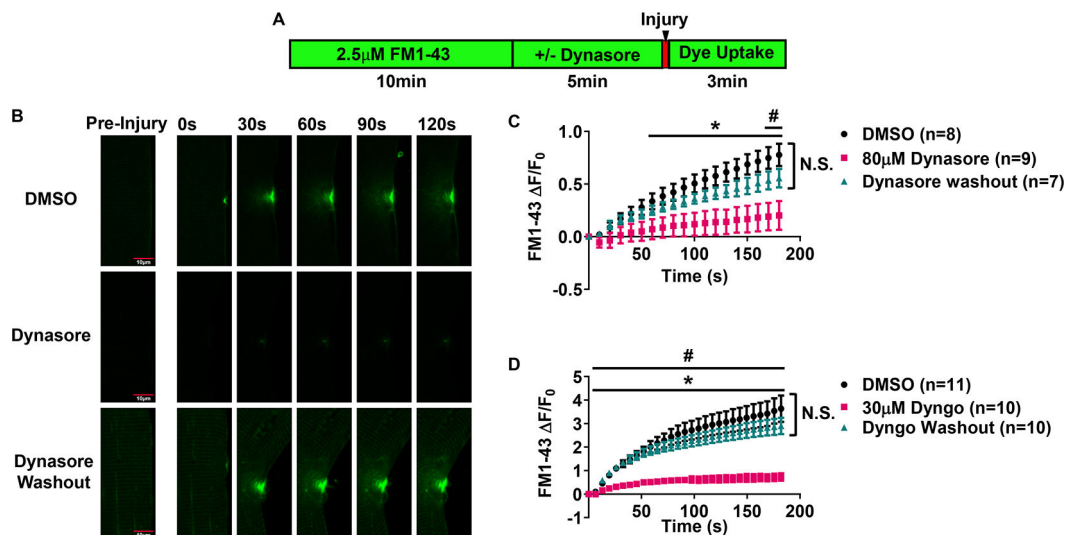 A
Injury
2.5μM FM1-43
+/- Dynasore
Dye Uptake
10min
5min
3min
B
Pre-Injury
0s
30s
60s
90s
120s
DMSO
10μm
Dynasore
10μm
Dynasore
Washout
10μm
C
FM1-43 ΔF/F0
1.0
0.5
0.0
-0.5
50
100
150
200
Time (s)
*
#
N.S.
DMSO (n=8)
80μM Dynasore (n=9)
Dynasore washout (n=7)
D
FM1-43 ΔF/F0
5
4
3
2
1
0
-1
50
100
150
200
Time (s)
#
*
N.S.
DMSO (n=11)
30μM Dyngo (n=10)
Dyngo Washout (n=10)